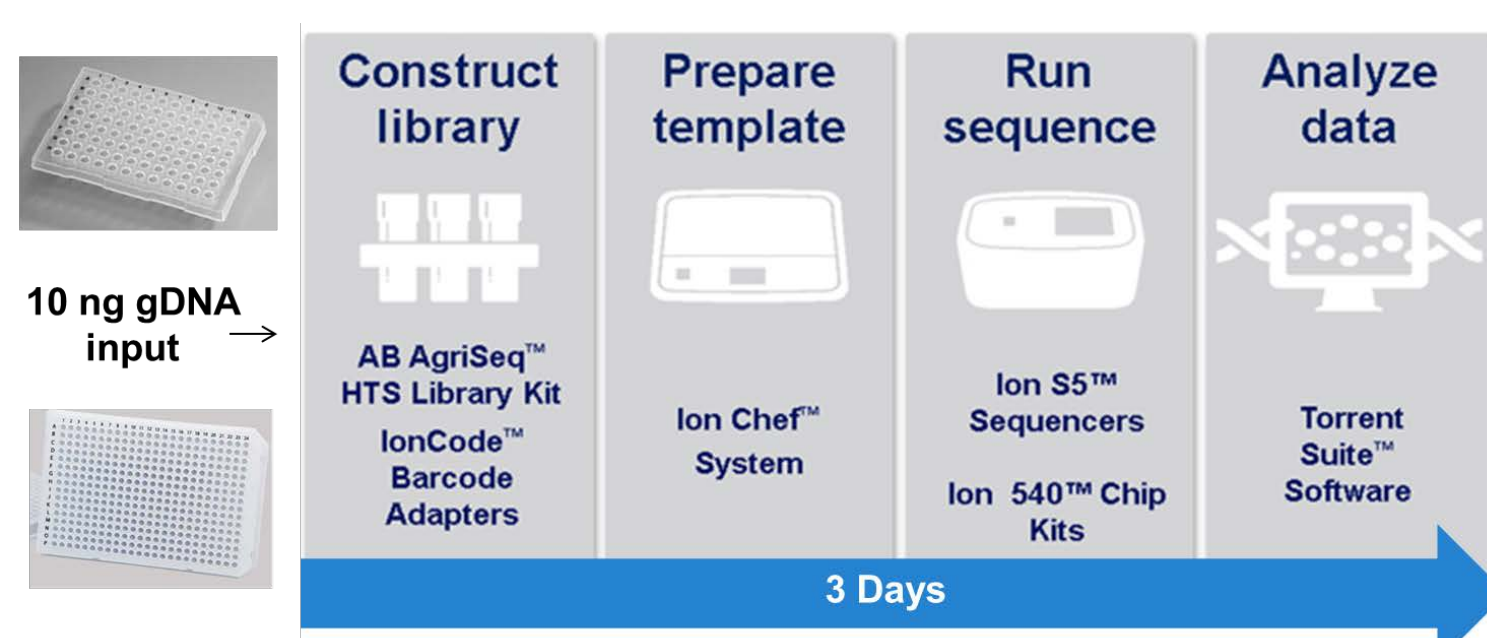 10 ng gDNA
input
Construct
library
AB AgriSeq™
HTS Library Kit
IonCode™
Barcode
Adapters
Prepare
template
Ion Chef™
System
Run
sequence
Ion S5™
Sequencers
Ion 540™ Chip
Kits
Analyze
data
Torrent
Suite™
Software
3 Days